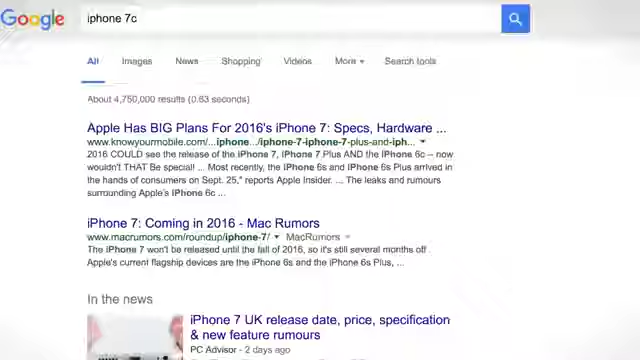 Google
iphone 7c
All Images News Shopping Videos More Search tools
About 4,750,000 results (0.63 seconds)
Apple Has BIG Plans For 2016's iPhone 7: Specs, Hardware ...
www.knowyourmobile.com/...iphone.../iphone-7-iphone-7-plus-and-iph...
2016 COULD see the release of the iPhone 7, iPhone 7 Plus AND the iPhone 6c – now
wouldn't THAT Be special! ... Most recently, the iPhone 6s and iPhone 6s Plus arrived in
the hands of consumers on Sept. 25," reports Apple Insider. ... The leaks and rumours
surrounding Apple's iPhone 6c ...
iPhone 7: Coming in 2016 - Mac Rumors
www.macrumors.com/roundup/iphone-7/ MacRumors
The iPhone 7 won't be released until the fall of 2016, so it's still several months off.
Apple's current flagship devices are the iPhone 6s and the iPhone 6s Plus, ...
In the news
iPhone 7 UK release date, price, specification
& new feature rumours
PC Advisor - 2 days ago